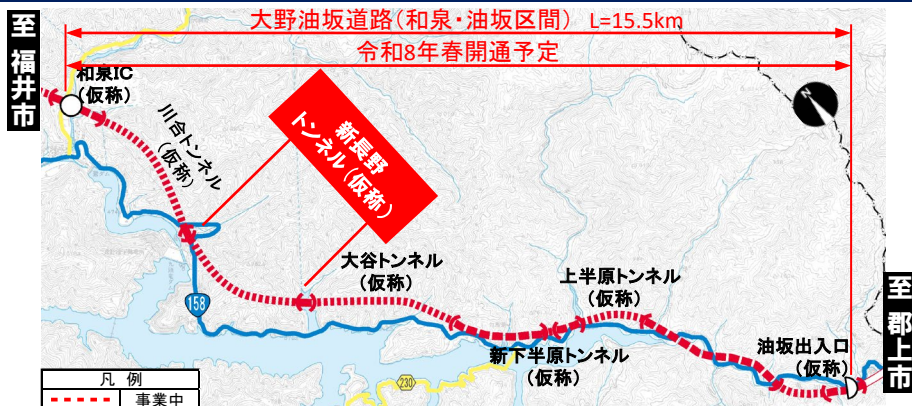 大野油坂道路(和泉・油坂区間) L=15.5km
令和8年春開通予定
至 福井市
和泉IC
(仮称)
川合トンネル
(仮称)
新長野
トンネル(仮称)
大谷トンネル
(仮称)
上半原トンネル
(仮称)
新下半原トンネル
(仮称)
油坂出入口
(仮称)
至 郡上市
158
230
N
凡 例
事業中